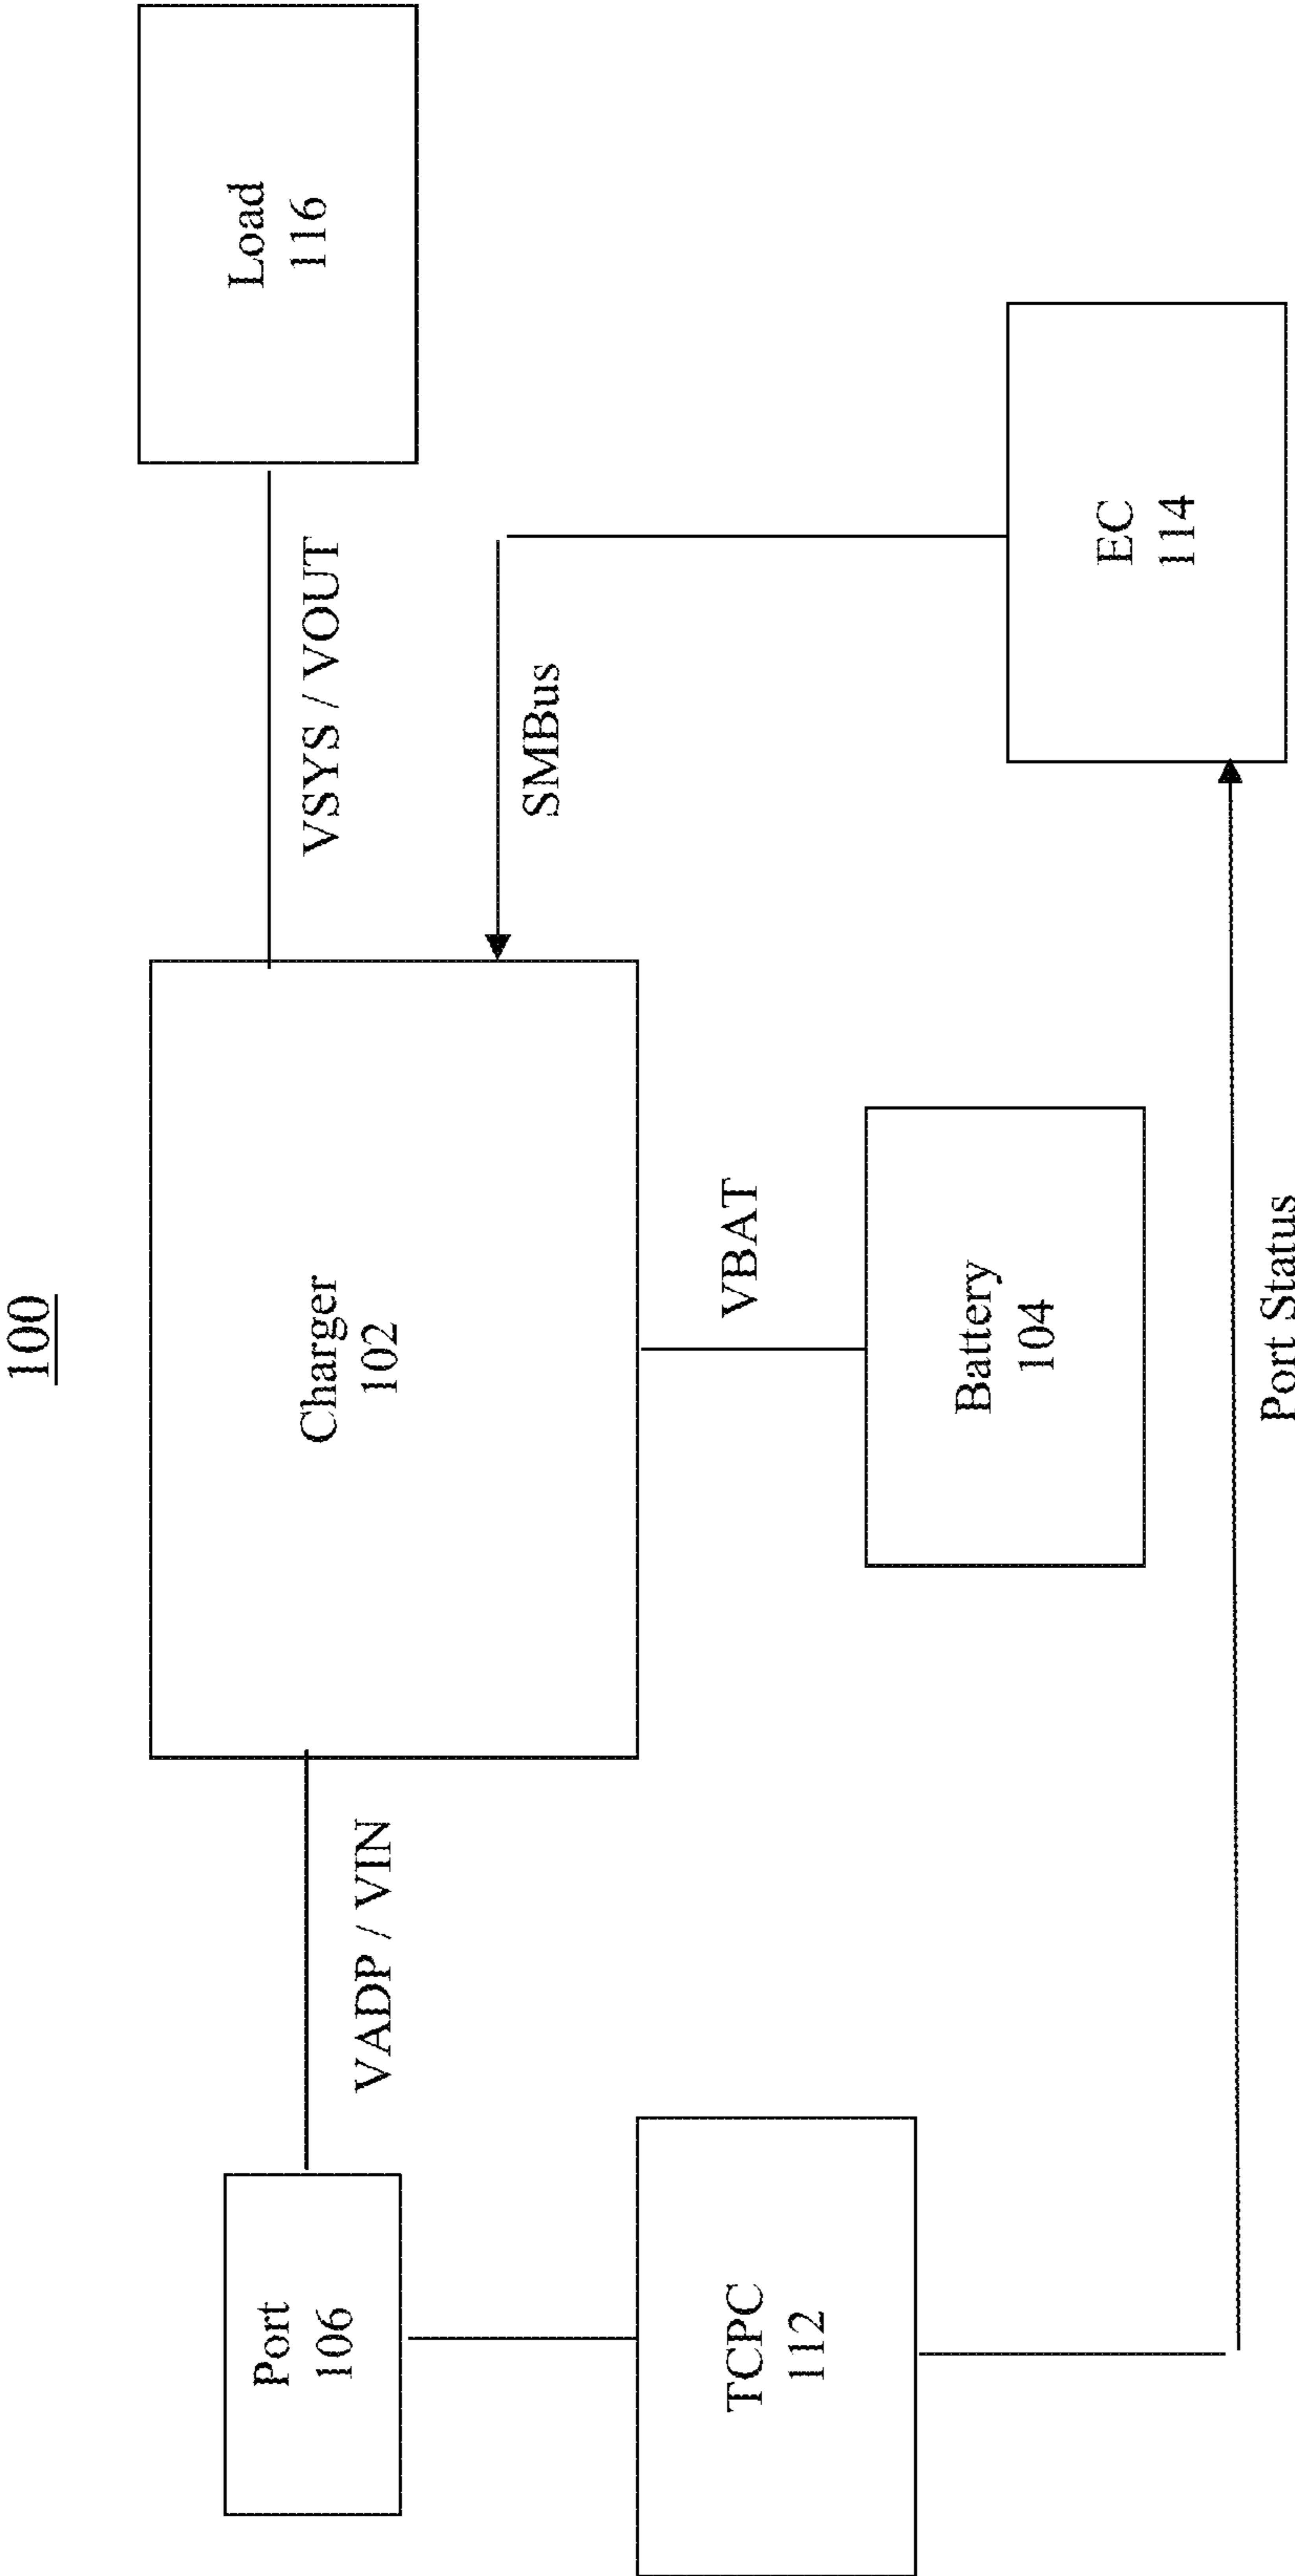 100
Port
106
VADP / VIN
Charger
102
VSYS / VOUT
Load
116
SMBus
VBAT
TCPC
112
Battery
104
EC
114
Port Status